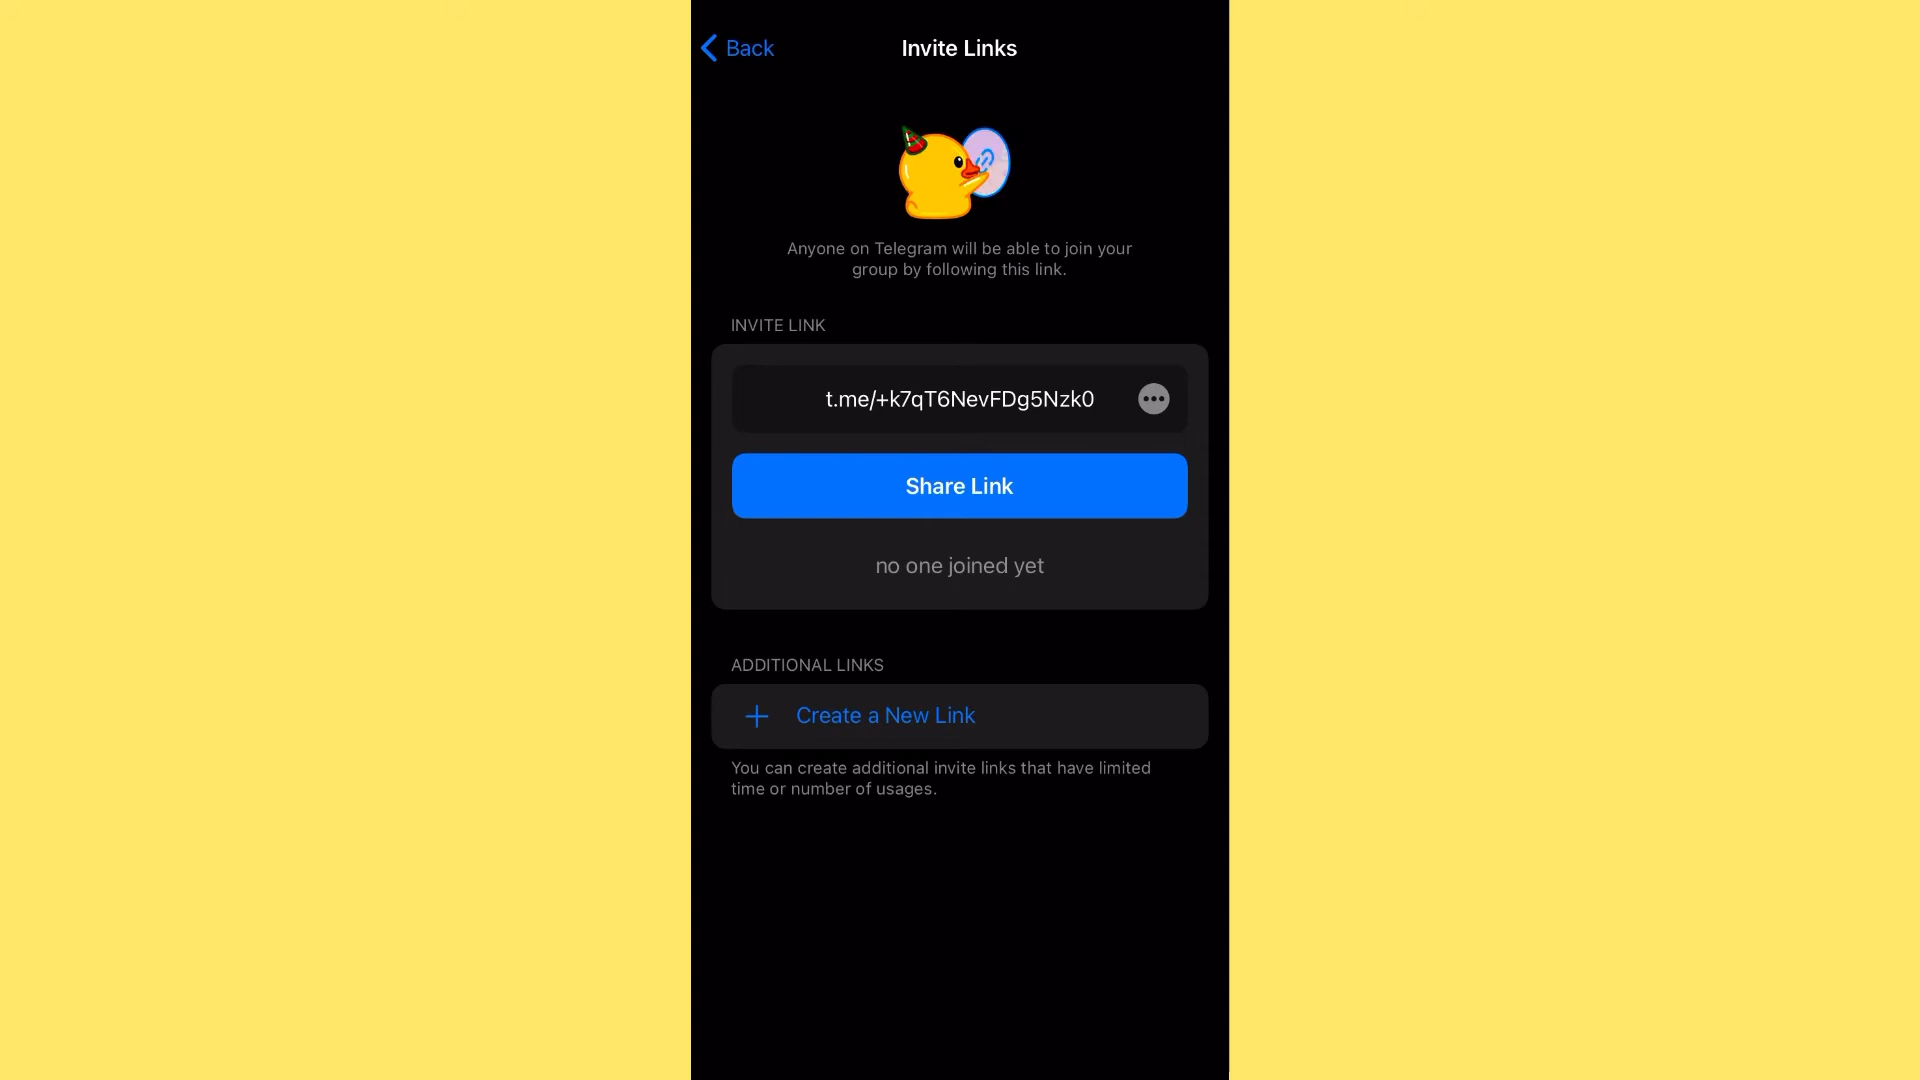 Back
Invite Links
Anyone on Telegram will be able to join your
group by following this link.
INVITE LINK
t.me/+k7qT6NevFDg5Nzk0
Share Link
no one joined yet
ADDITIONAL LINKS
Create a New Link
You can create additional invite links that have limited
time or number of usages.